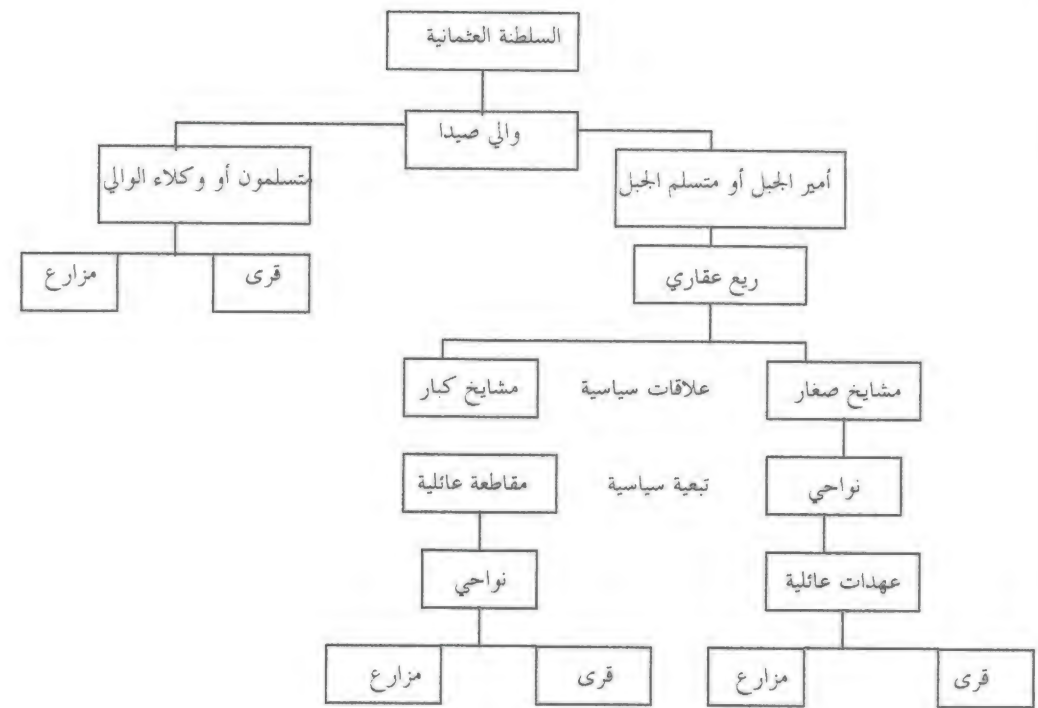 السلطنة العثمانية
والي صيدا
أمير الجبل أو متسلم الجبل
متسلمون أو وكلاء الوالي
ريع عقاري
قرى
مزارع
مشايخ صغار
علاقات سياسية
مشايخ كبار
نواحي
تبعية سياسية
مقاطعة عائلية
عهدات عائلية
نواحي
قرى
مزارع
قرى
مزارع